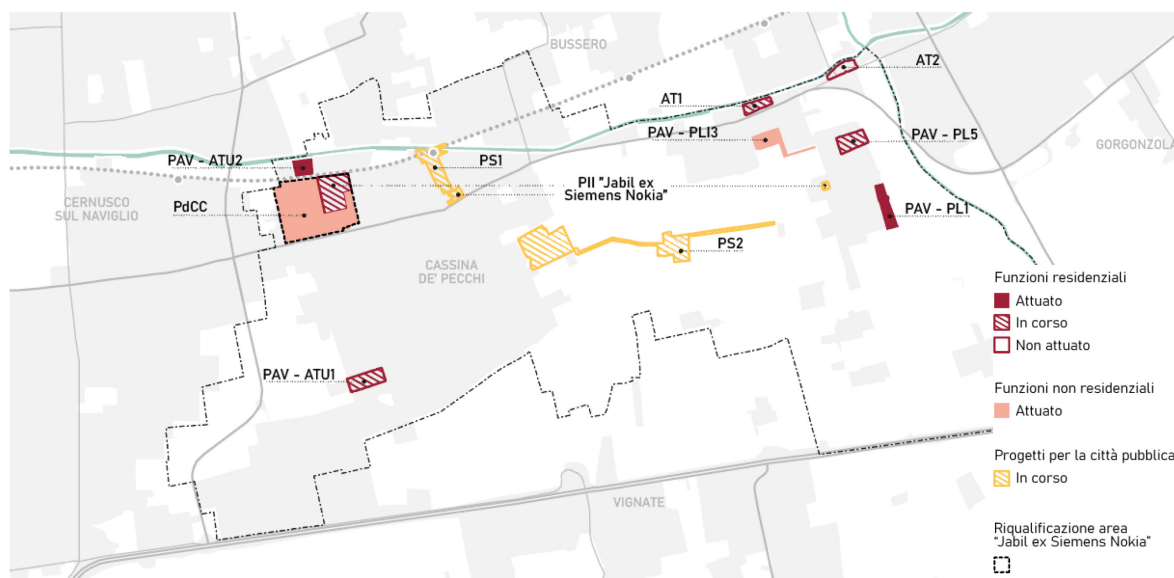 BUSSERO
AT2
AT1
PAV - PLI3
PAV - PL5
GORGONZOLA
PAV - ATU2
PS1
PII "Jabil ex
Siemens Nokia"
CERNUSCO
SUL NAVIGLIO
PdCC
PAV - PL1
PS2
CASSINA
DE' PECCHI
PAV - ATU1
VIGNATE
Funzioni residenziali
Attuato
In corso
Non attuato
Funzioni non residenziali
Attuato
Progetti per la città pubblica
In corso
Riqualificazione area
"Jabil ex Siemens Nokia"